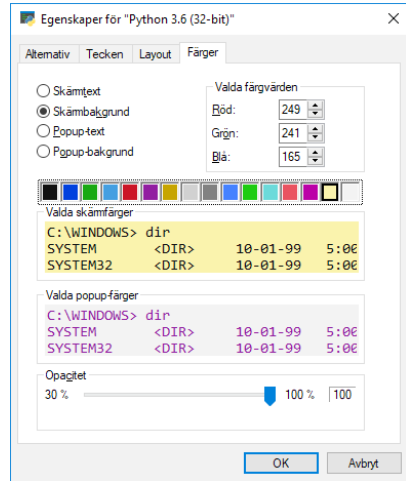 Egenskaper för "Python 3.6 (32-bit)"
Alternativ Tecken Layout Färger
Skärmtext
Skärmbakgrund
Popup-text
Popup-bakgrund
Valda färgvärden
Röd: 249
Grön: 241
Blå: 165
Valda skärmfärger
C:\WINDOWS> dir
SYSTEM <DIR> 10-01-99 5:00
SYSTEM32 <DIR> 10-01-99 5:00
Valda popup-färger
C:\WINDOWS> dir
SYSTEM <DIR> 10-01-99 5:00
SYSTEM32 <DIR> 10-01-99 5:00
Opacitet
30 % 100 % 100
OK Avbryt